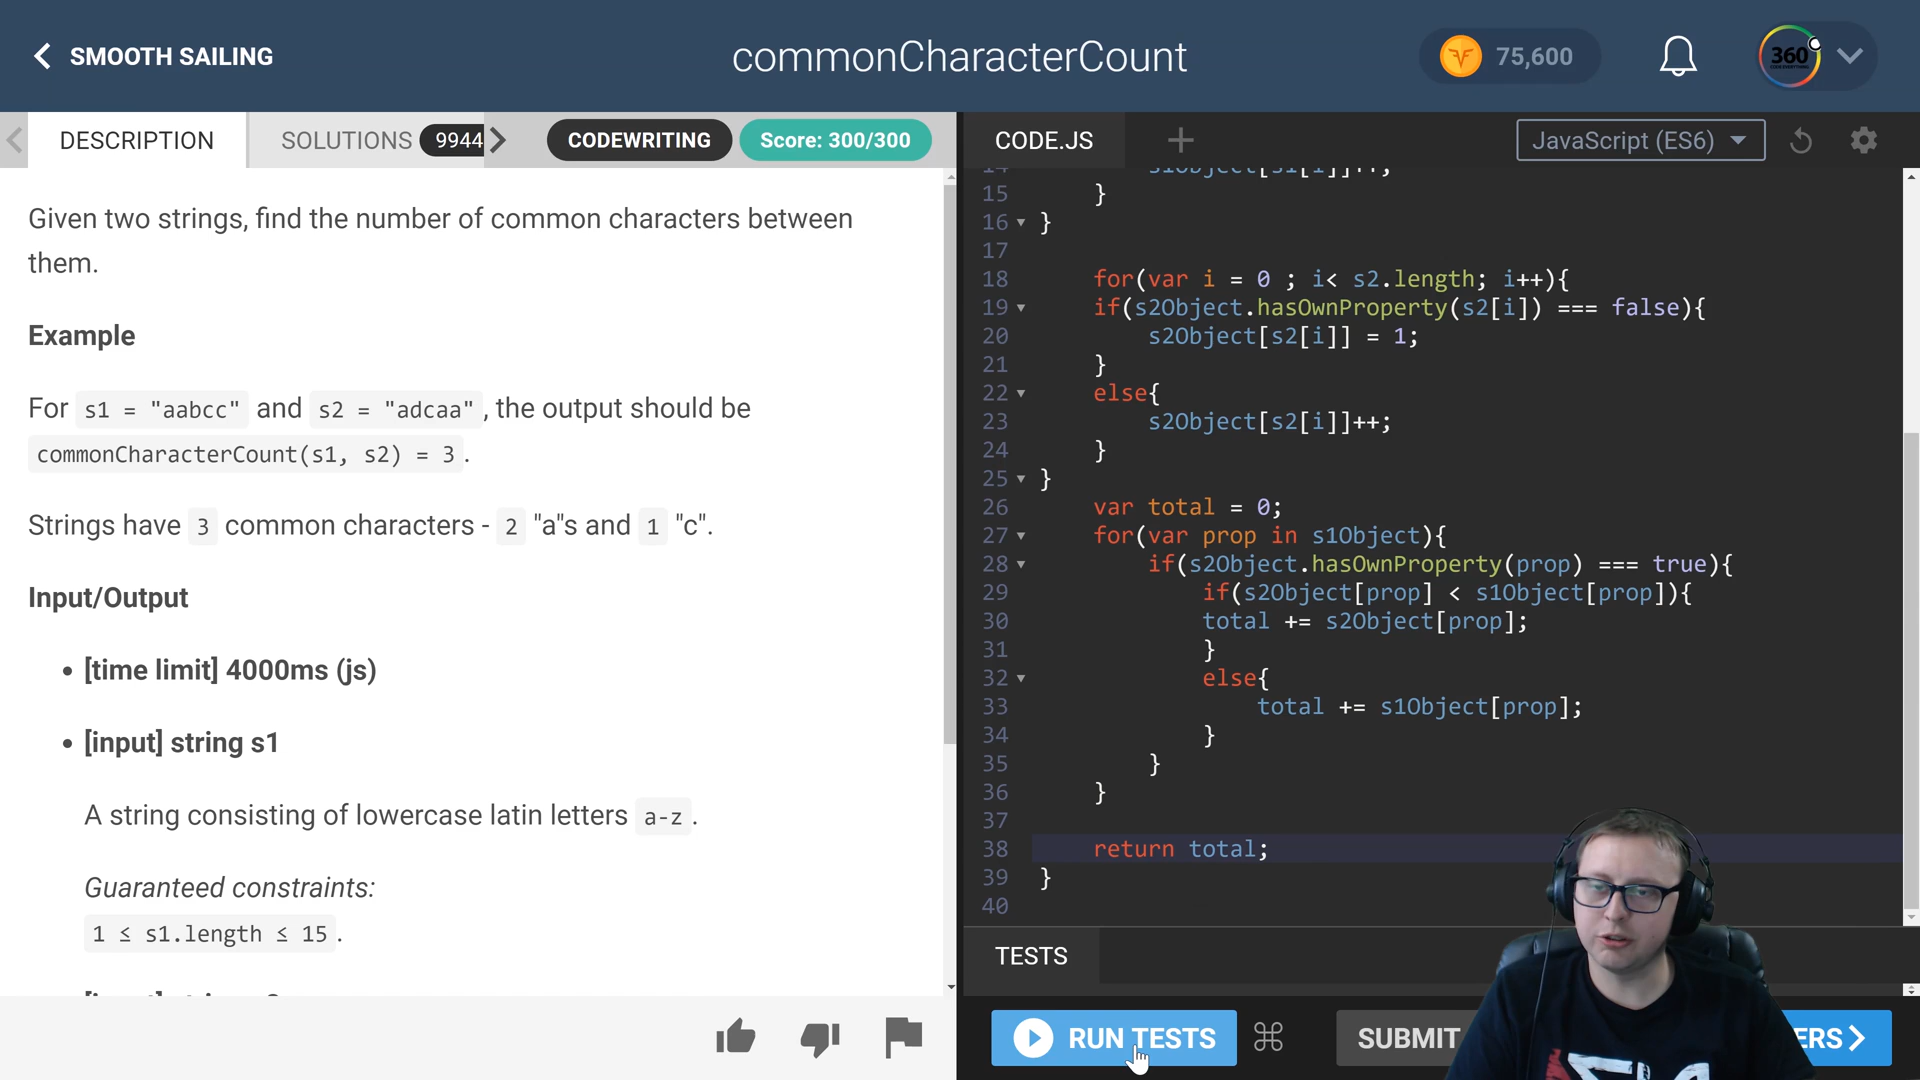 SMOOTH SAILING
commonCharacterCount
75,600
360
DESCRIPTION
SOLUTIONS 9944
CODEWRITING
Score: 300/300
CODE.JS
JavaScript (ES6)
Given two strings, find the number of common characters between
them.
Example
For s1 = "aabcc" and s2 = "adcaa", the output should be
commonCharacterCount(s1, s2) = 3.
Strings have 3 common characters - 2 "a"s and 1 "c".
Input/Output
• [time limit] 4000ms (js)
• [input] string s1
A string consisting of lowercase latin letters a-z.
Guaranteed constraints:
1 ≤ s1.length ≤ 15.
14 s1Object[s1[i]]++;
15 }
16 }
17
18 for(var i = 0 ; i< s2.length; i++){
19 if(s2Object.hasOwnProperty(s2[i]) === false){
20 s2Object[s2[i]] = 1;
21 }
22 else{
23 s2Object[s2[i]]++;
24 }
25 }
26 var total = 0;
27 for(var prop in s1Object){
28 if(s2Object.hasOwnProperty(prop) === true){
29 if(s2Object[prop] < s1Object[prop]){
30 total += s2Object[prop];
31 }
32 else{
33 total += s1Object[prop];
34 }
35 }
36 }
37
38 return total;
39 }
40
TESTS
RUN TESTS
SUBMIT
ERS